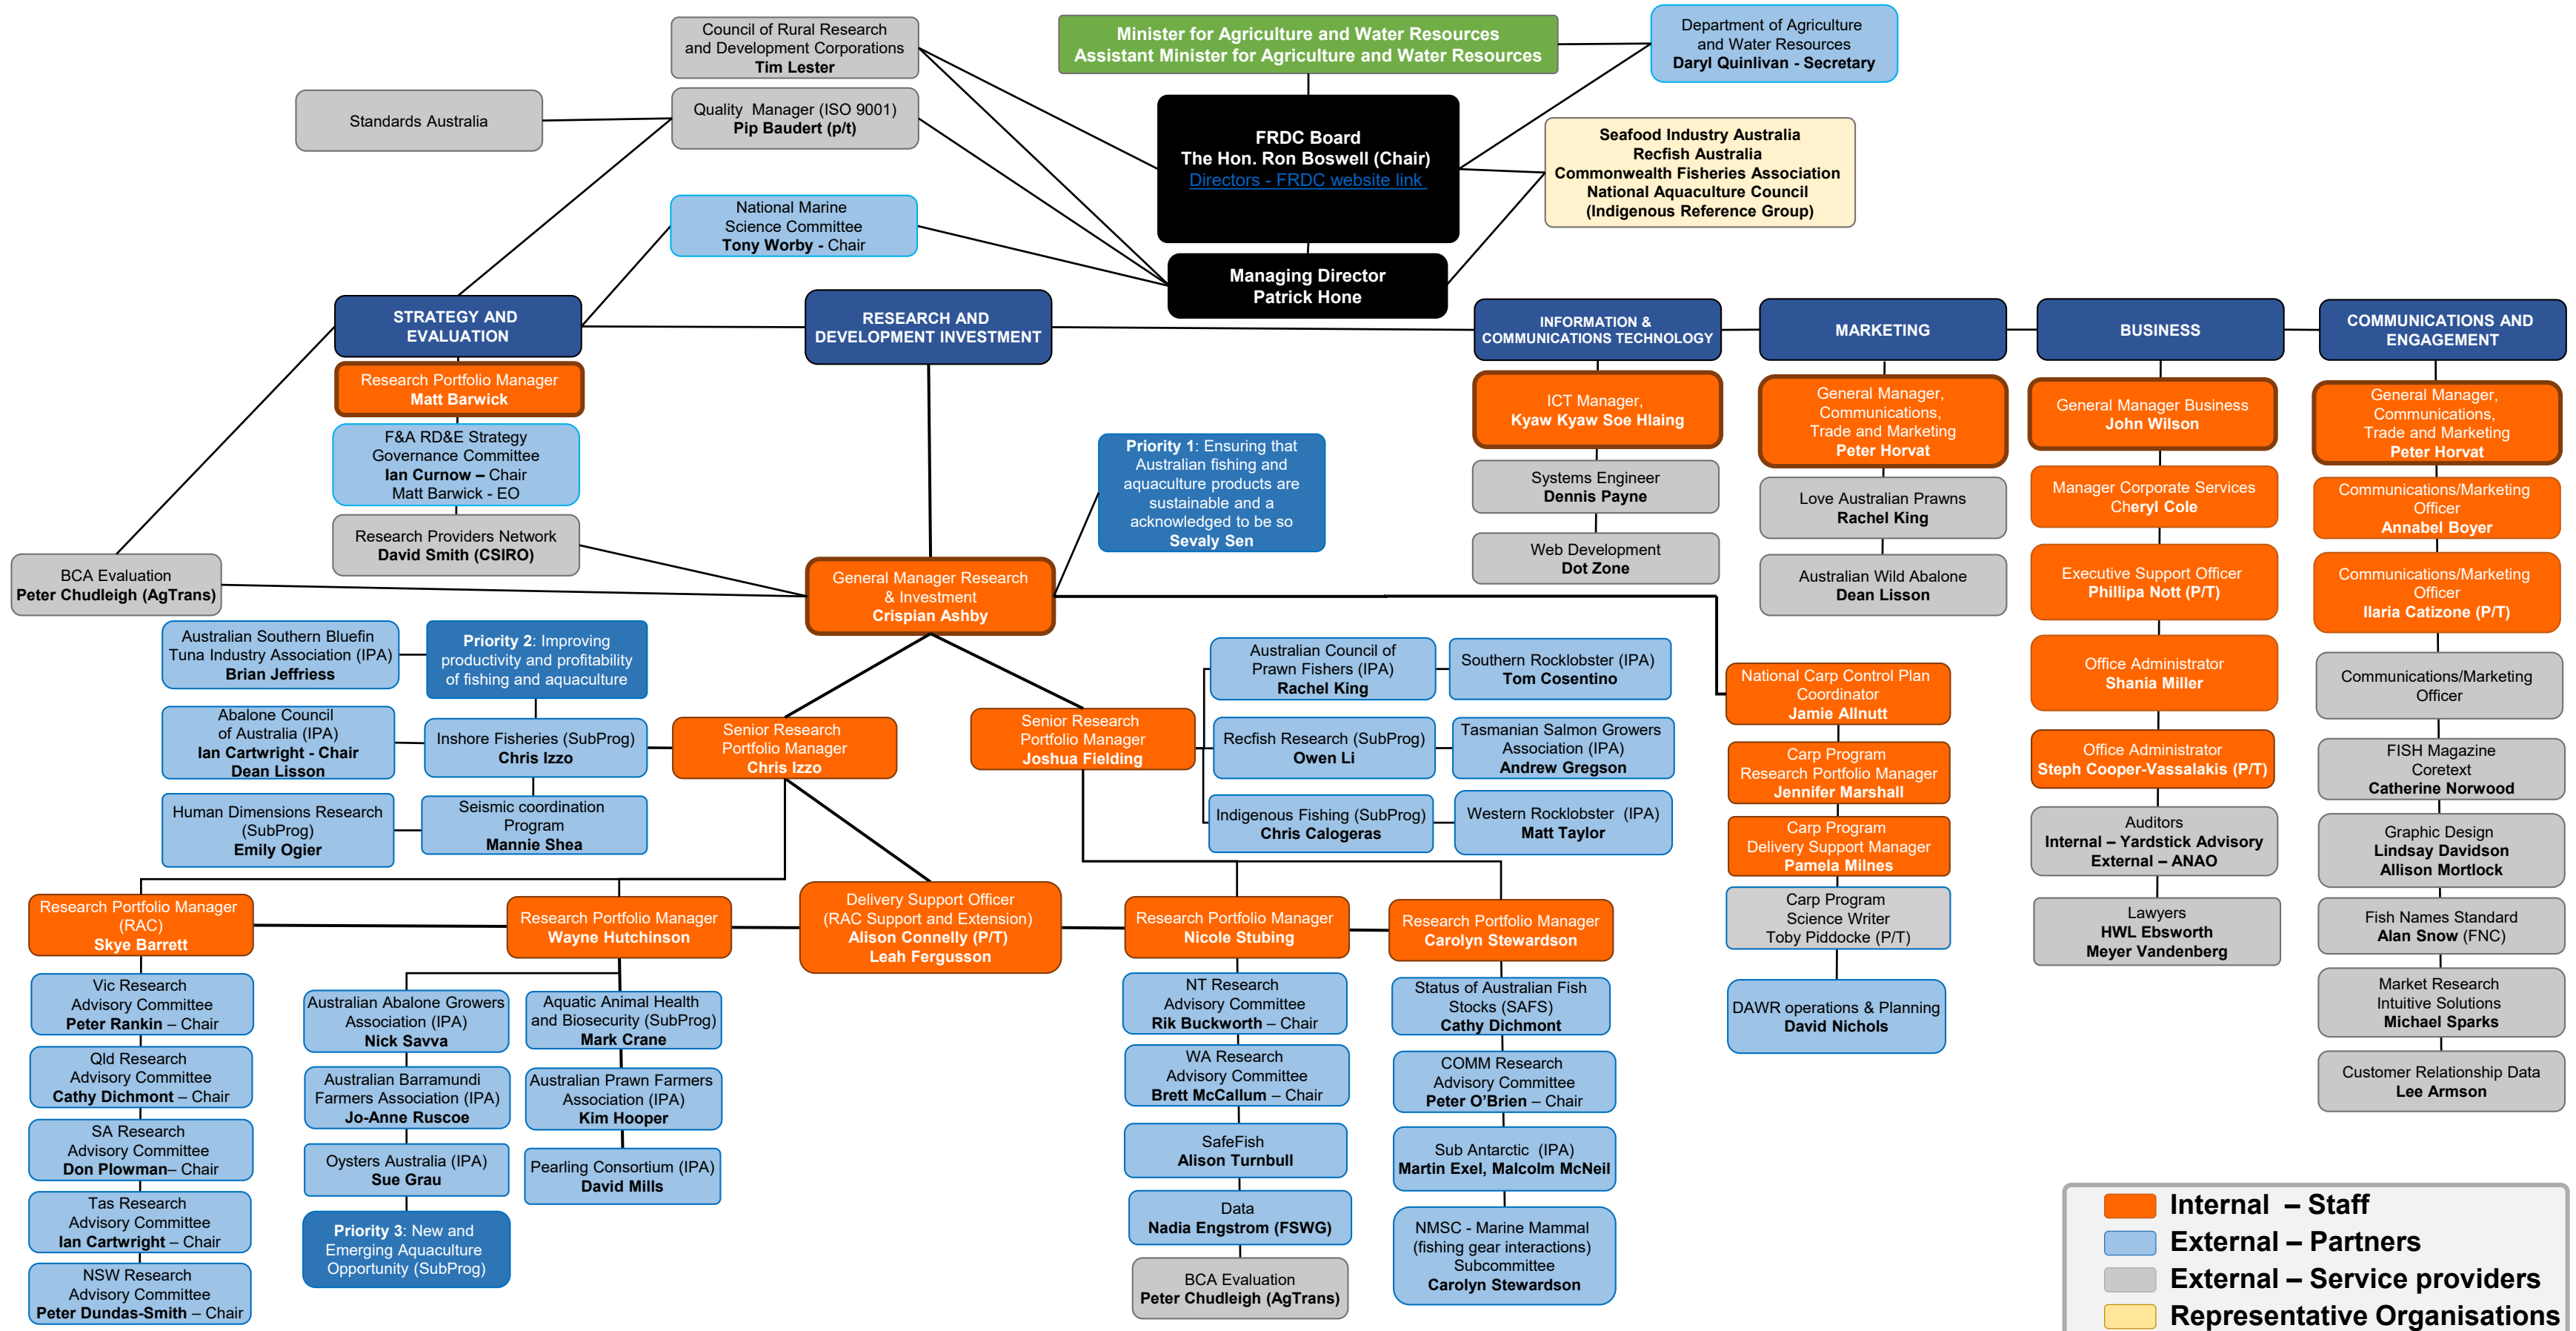 Council of Rural Research
and Development Corporations
Tim Lester
Minister for Agriculture and Water Resources
Assistant Minister for Agriculture and Water Resources
Department of Agriculture
and Water Resources
Daryl Quinlivan - Secretary
Standards Australia
Quality Manager (ISO 9001)
Pip Baudert (p/t)
FRDC Board
The Hon. Ron Boswell (Chair)
Directors - FRDC website link
Seafood Industry Australia
Recfish Australia
Commonwealth Fisheries Association
National Aquaculture Council
(Indigenous Reference Group)
National Marine
Science Committee
Tony Worby - Chair
Managing Director
Patrick Hone
STRATEGY AND
EVALUATION
RESEARCH AND
DEVELOPMENT INVESTMENT
INFORMATION &
COMMUNICATIONS TECHNOLOGY
MARKETING
BUSINESS
COMMUNICATIONS AND
ENGAGEMENT
Research Portfolio Manager
Matt Barwick
F&A RD&E Strategy
Governance Committee
Ian Curnow – Chair
Matt Barwick - EO
Research Providers Network
David Smith (CSIRO)
BCA Evaluation
Peter Chudleigh (AgTrans)
Priority 1: Ensuring that
Australian fishing and
aquaculture products are
sustainable and a
acknowledged to be so
Sevaly Sen
General Manager Research
& Investment
Crispian Ashby
ICT Manager,
Kyaw Kyaw Soe Hlaing
Systems Engineer
Dennis Payne
Web Development
Dot Zone
General Manager,
Communications,
Trade and Marketing
Peter Horvat
Love Australian Prawns
Rachel King
Australian Wild Abalone
Dean Lisson
General Manager Business
John Wilson
Manager Corporate Services
Cheryl Cole
Executive Support Officer
Phillipa Nott (P/T)
Office Administrator
Shania Miller
Office Administrator
Steph Cooper-Vassalakis (P/T)
Auditors
Internal – Yardstick Advisory
External – ANAO
Lawyers
HWL Ebsworth
Meyer Vandenberg
General Manager,
Communications,
Trade and Marketing
Peter Horvat
Communications/Marketing
Officer
Annabel Boyer
Communications/Marketing
Officer
Ilaria Catizone (P/T)
Communications/Marketing
Officer
FISH Magazine
Coretext
Catherine Norwood
Graphic Design
Lindsay Davidson
Allison Mortlock
Fish Names Standard
Alan Snow (FNC)
Market Research
Intuitive Solutions
Michael Sparks
Customer Relationship Data
Lee Armson
Australian Southern Bluefin
Tuna Industry Association (IPA)
Brian Jeffriess
Priority 2: Improving
productivity and profitability
of fishing and aquaculture
Abalone Council
of Australia (IPA)
Ian Cartwright - Chair
Dean Lisson
Inshore Fisheries (SubProg)
Chris Izzo
Human Dimensions Research
(SubProg)
Emily Ogier
Seismic coordination
Program
Mannie Shea
Senior Research
Portfolio Manager
Chris Izzo
Senior Research
Portfolio Manager
Joshua Fielding
Australian Council of
Prawn Fishers (IPA)
Rachel King
Southern Rocklobster (IPA)
Tom Cosentino
Recfish Research (SubProg)
Owen Li
Tasmanian Salmon Growers
Association (IPA)
Andrew Gregson
Indigenous Fishing (SubProg)
Chris Calogeras
Western Rocklobster (IPA)
Matt Taylor
National Carp Control Plan
Coordinator
Jamie Allnutt
Carp Program
Research Portfolio Manager
Jennifer Marshall
Carp Program
Delivery Support Manager
Pamela Milnes
Carp Program
Science Writer
Toby Piddocke (P/T)
DAWR operations & Planning
David Nichols
Research Portfolio Manager
(RAC)
Skye Barrett
Research Portfolio Manager
Wayne Hutchinson
Delivery Support Officer
(RAC Support and Extension)
Alison Connelly (P/T)
Leah Fergusson
Research Portfolio Manager
Nicole Stubing
Research Portfolio Manager
Carolyn Stewardson
Vic Research
Advisory Committee
Peter Rankin – Chair
Qld Research
Advisory Committee
Cathy Dichmont – Chair
SA Research
Advisory Committee
Don Plowman– Chair
Tas Research
Advisory Committee
Ian Cartwright – Chair
NSW Research
Advisory Committee
Peter Dundas-Smith – Chair
Australian Abalone Growers
Association (IPA)
Nick Savva
Australian Barramundi
Farmers Association (IPA)
Jo-Anne Ruscoe
Oysters Australia (IPA)
Sue Grau
Priority 3: New and
Emerging Aquaculture
Opportunity (SubProg)
Aquatic Animal Health
and Biosecurity (SubProg)
Mark Crane
Australian Prawn Farmers
Association (IPA)
Kim Hooper
Pearling Consortium (IPA)
David Mills
NT Research
Advisory Committee
Rik Buckworth – Chair
WA Research
Advisory Committee
Brett McCallum – Chair
SafeFish
Alison Turnbull
Data
Nadia Engstrom (FSWG)
BCA Evaluation
Peter Chudleigh (AgTrans)
Status of Australian Fish
Stocks (SAFS)
Cathy Dichmont
COMM Research
Advisory Committee
Peter O’Brien – Chair
Sub Antarctic (IPA)
Martin Exel, Malcolm McNeil
NMSC - Marine Mammal
(fishing gear interactions)
Subcommittee
Carolyn Stewardson
Internal – Staff
External – Partners
External – Service providers
Representative Organisations